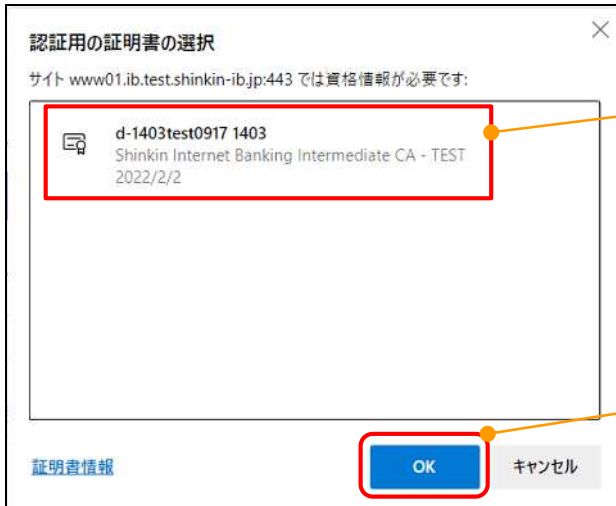 認証用の証明書の選択
サイト www01.ib.test.shinkin-ib.jp:443 では資格情報が必要です:
d-1403test0917 1403
Shinkin Internet Banking Intermediate CA - TEST
2022/2/2
証明書情報
OK
キャンセル